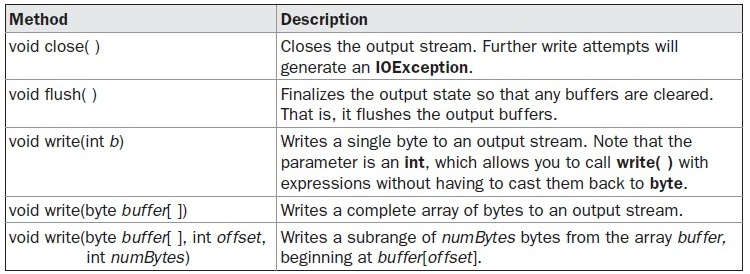 Method Description
void close( ) Closes the output stream. Further write attempts will
generate an IOException.
void flush( ) Finalizes the output state so that any buffers are cleared.
That is, it flushes the output buffers.
void write(int b) Writes a single byte to an output stream. Note that the
parameter is an int, which allows you to call write( ) with
expressions without having to cast them back to byte.
void write(byte buffer[ ]) Writes a complete array of bytes to an output stream.
void write(byte buffer[ ], int offset, Writes a subrange of numBytes bytes from the array buffer,
int numBytes) beginning at buffer[offset].